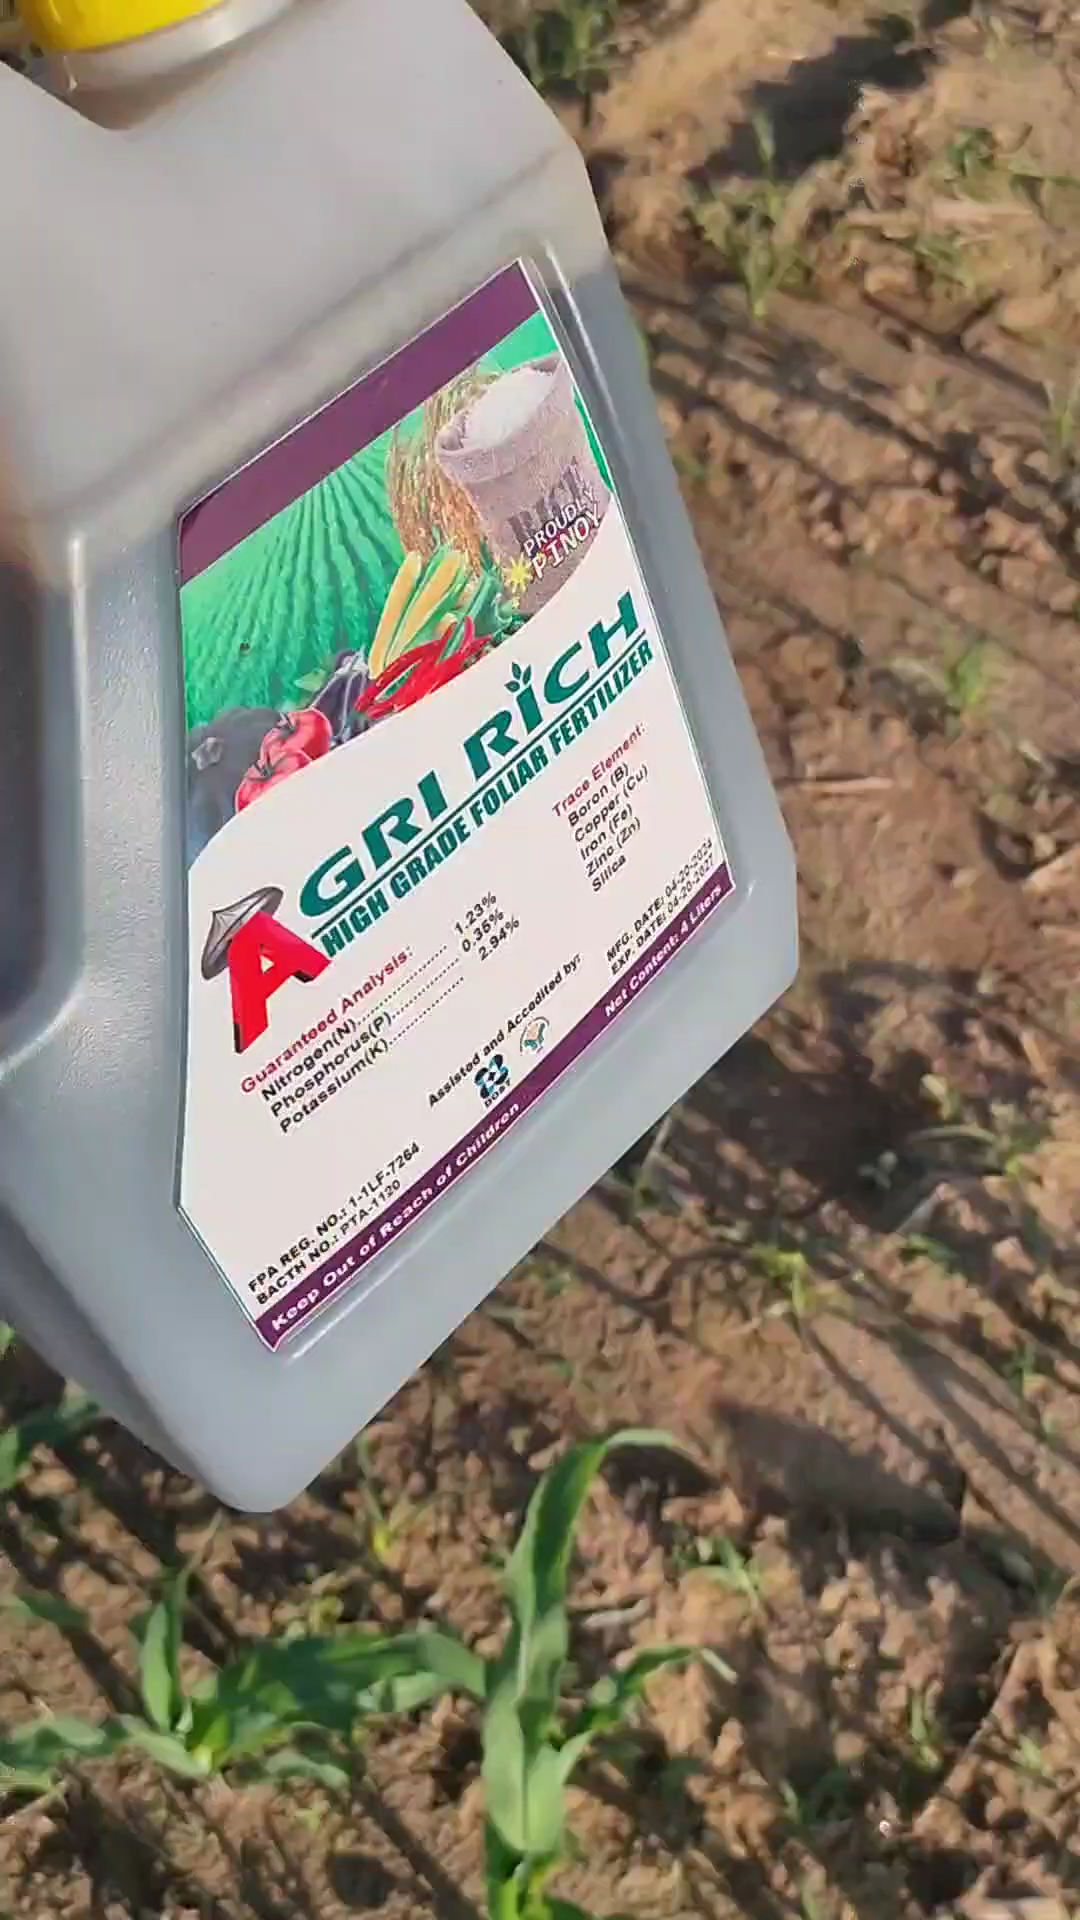 PROUDLY
PINOY
AGRI RICH
HIGH GRADE FOLIAR FERTILIZER
Guaranteed Analysis:
Nitrogen(N)........................ 1.23%
Phosphorus(P).................. 0.36%
Potassium(K)..................... 2.94%
Trace Element:
Boron (B)
Copper (Cu)
Iron (Fe)
Zinc (Zn)
Silica
Assisted and Accedited by:
DOST
MFG. DATE: 04-20-2024
EXP. DATE: 04-20-2027
FPA REG. NO.: 1-1LF-7264
BACTH NO.: PTA-1120
Keep Out of Reach of Children
Net Content: 4 Liters